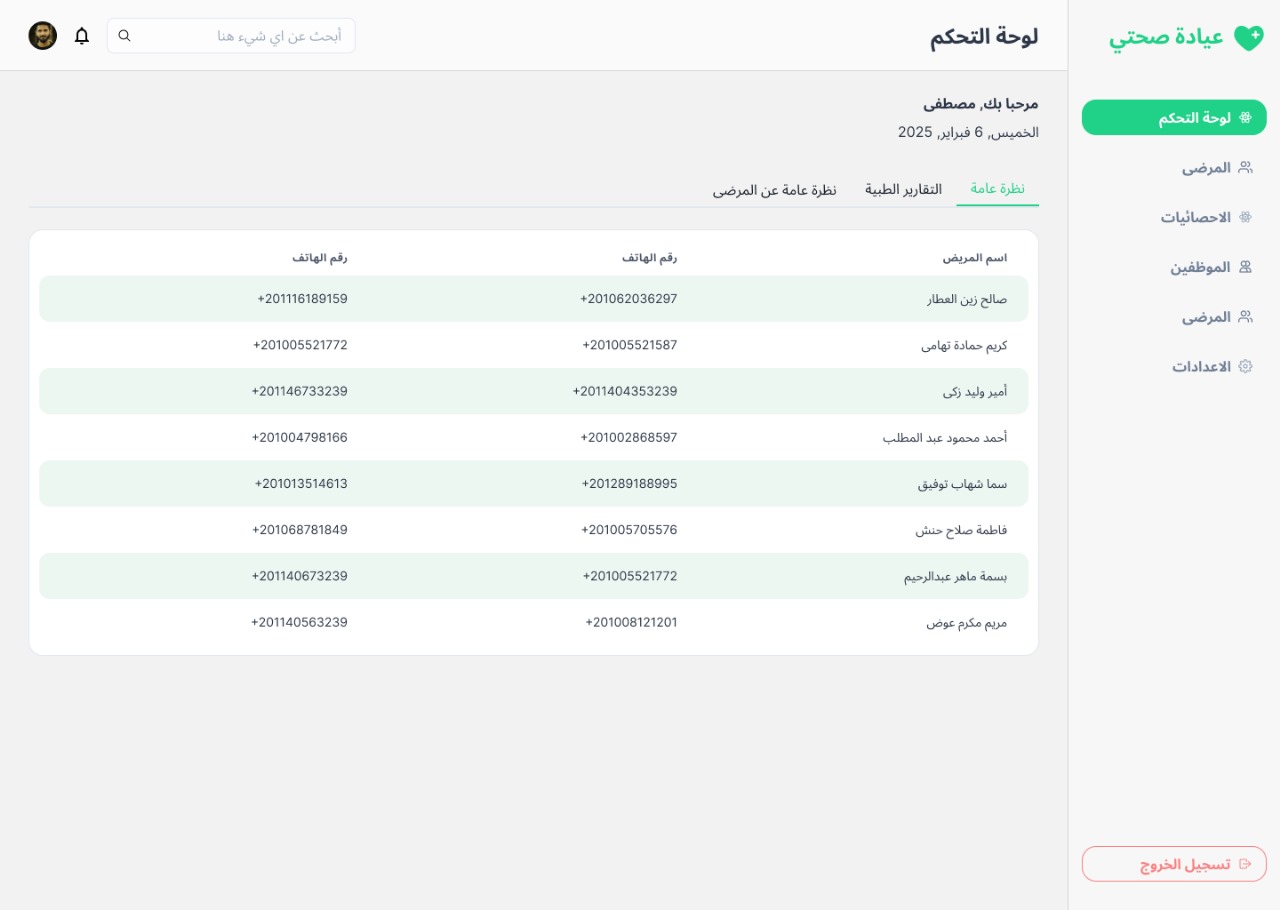 عيادة صحتي
لوحة التحكم
المرضى
الاحصائيات
الموظفين
المرضى
الاعدادات
تسجيل الخروج
لوحة التحكم
أبحث عن اي شيء هنا
مرحبا بك, مصطفى
الخميس, 6 فبراير, 2025
نظرة عامة التقارير الطبية نظرة عامة عن المرضى
اسم المريض رقم الهاتف رقم الهاتف
صالح زين العطار 201062036297+ 201116189159+
كريم حمادة تهامى 201005521587+ 201005521772+
أمير وليد زكى 2011404353239+ 201146733239+
أحمد محمود عبد المطلب 201002868597+ 201004798166+
سما شهاب توفيق 201289188995+ 201013514613+
فاطمة صلاح حنش 201005705576+ 201068781849+
بسمة ماهر عبدالرحيم 201005521772+ 201140673239+
مريم مكرم عوض 201008121201+ 201140563239+